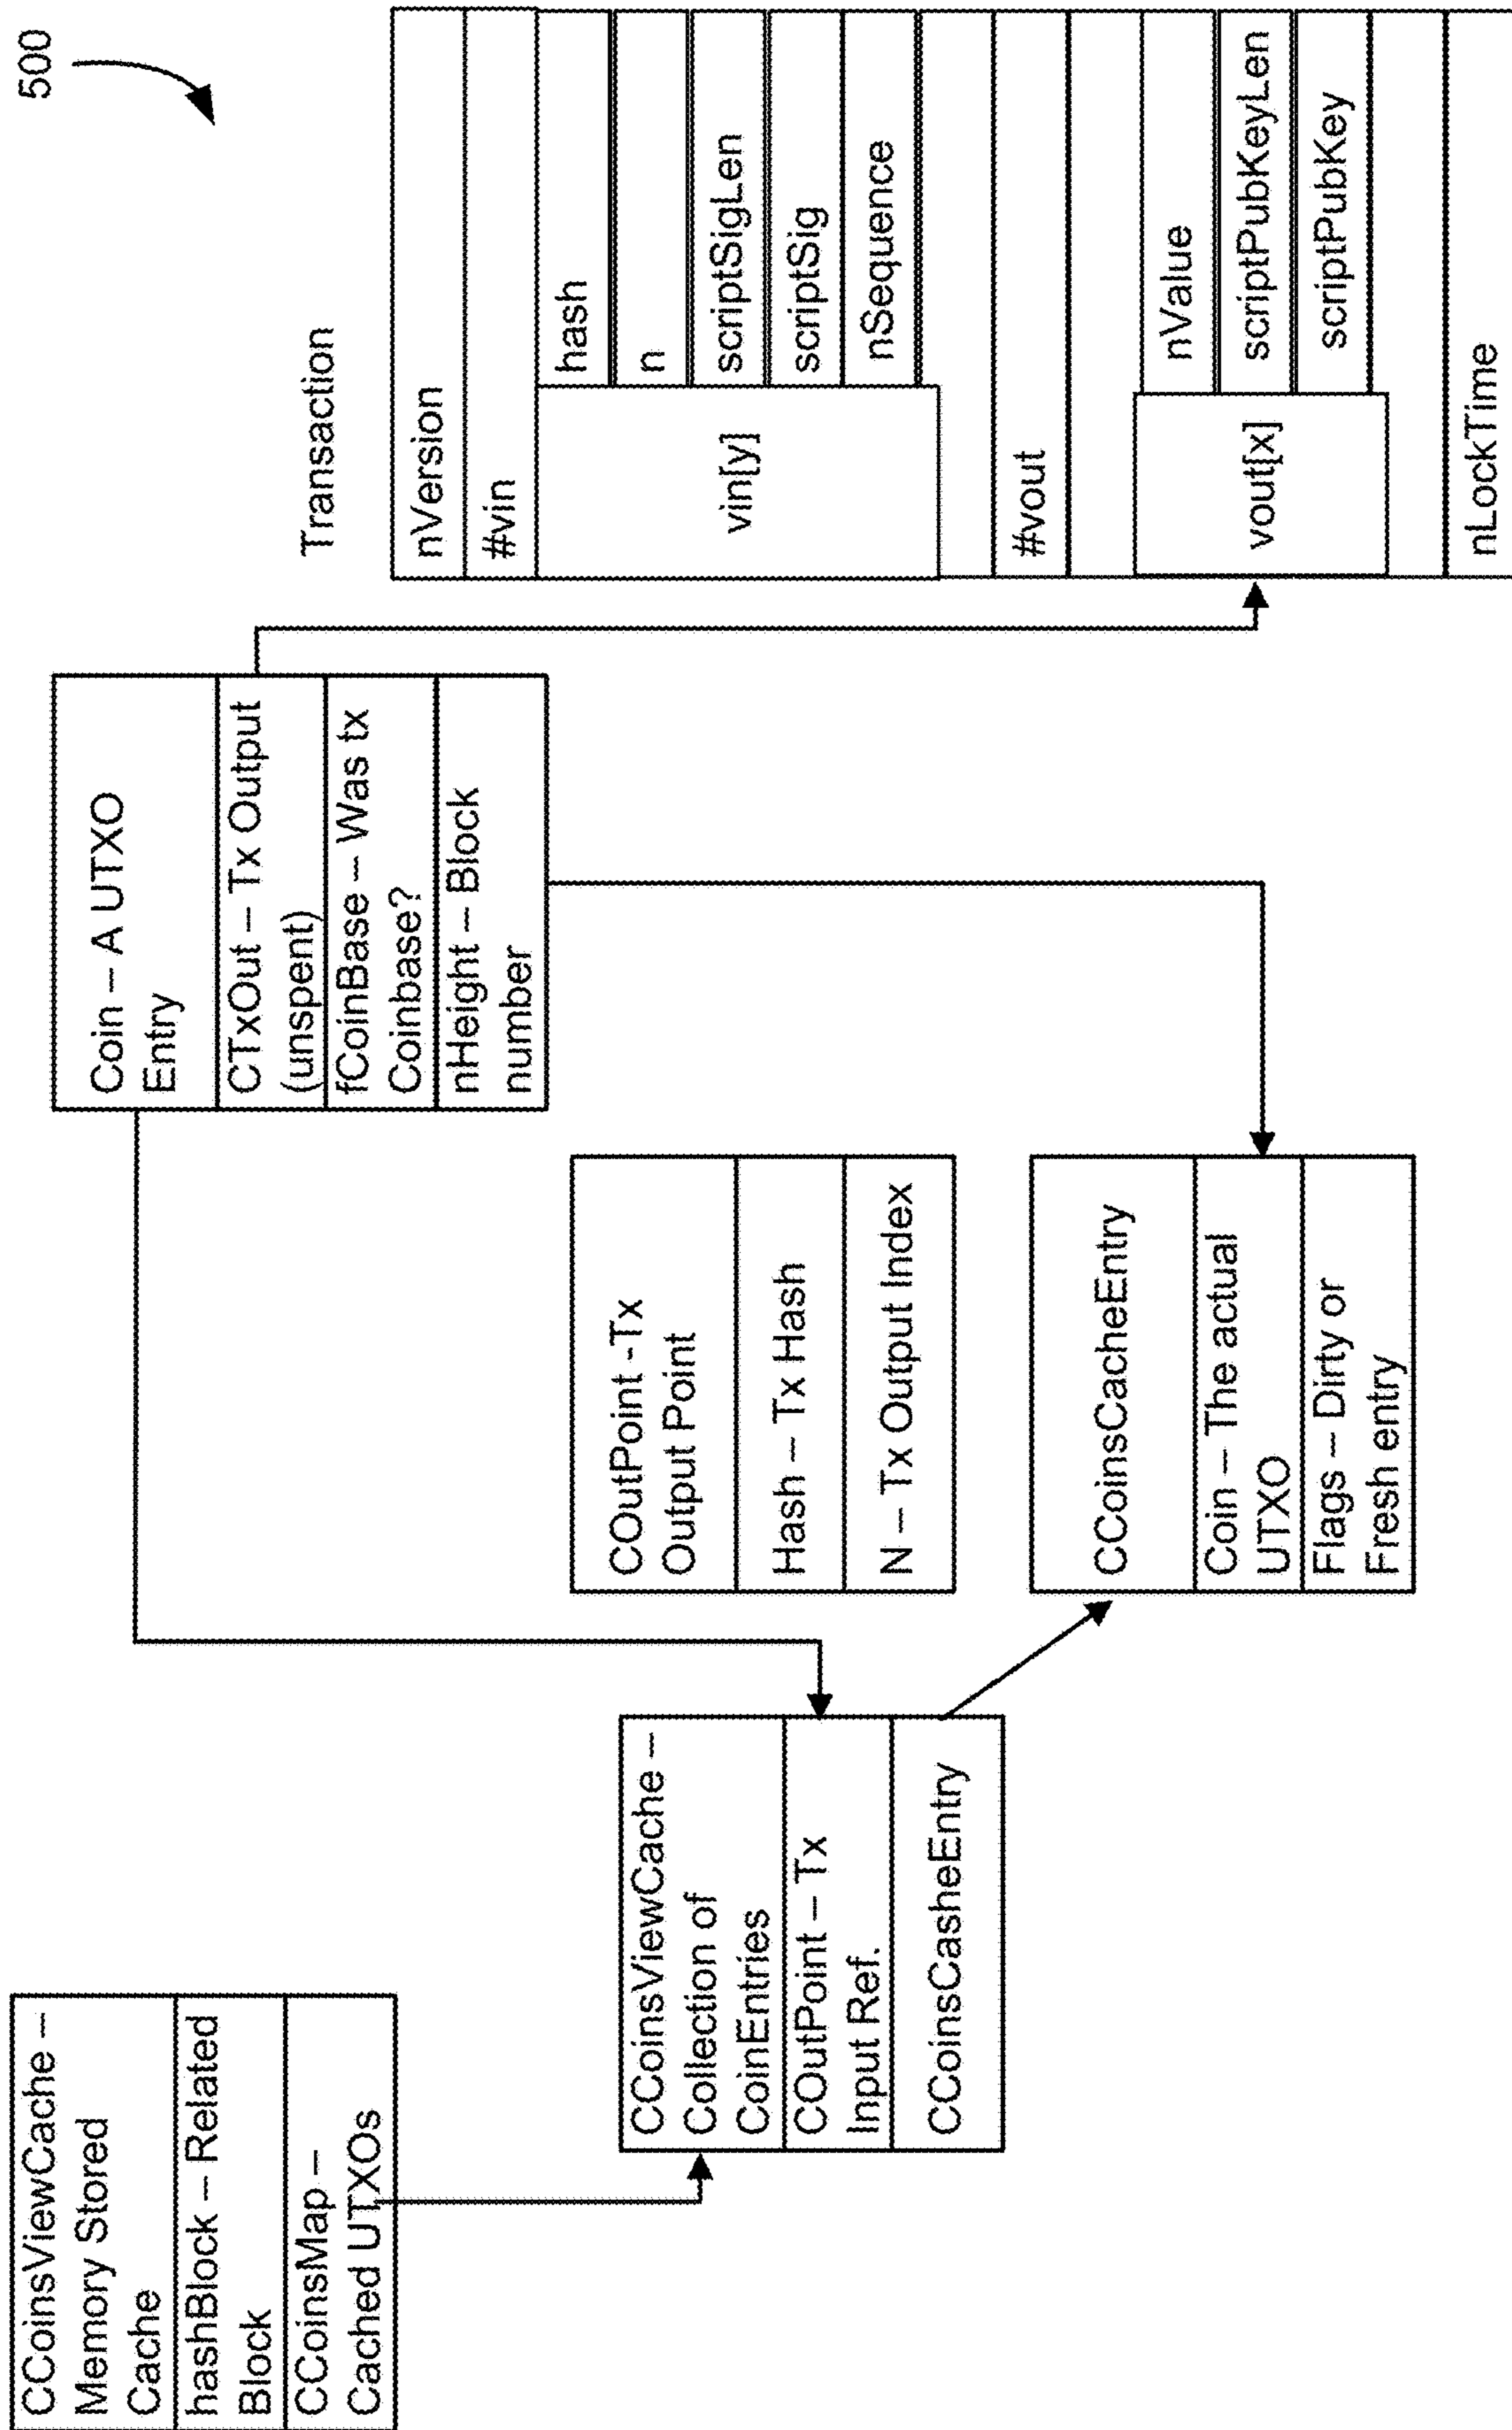 500
CCoinsViewCache –
Memory Stored
Cache
hashBlock – Related
Block
CCoinsMap –
Cached UTXOs
CCoinsViewCache –
Collection of
CoinEntries
COutPoint – Tx
Input Ref.
CCoinsCasheEntry
Coin – A UTXO
Entry
CTxOut – Tx Output
(unspent)
fCoinBase – Was tx
Coinbase?
nHeight – Block
number
COutPoint -Tx
Output Point
Hash – Tx Hash
N – Tx Output Index
CCoinsCacheEntry
Coin – The actual
UTXO
Flags – Dirty or
Fresh entry
Transaction
nVersion
#vin
vin[y]
hash
n
scriptSigLen
scriptSig
nSequence
#vout
vout[x]
nValue
scriptPubKeyLen
scriptPubKey
nLockTime